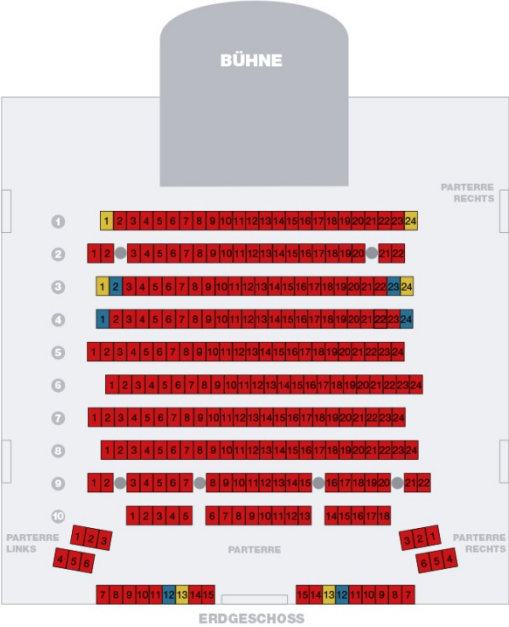 BÜHNE
PARTERRE
RECHTS
1 1 2 3 4 5 6 7 8 9 10 11 12 13 14 15 16 17 18 19 20 21 22 23 24
2 1 2 3 4 5 6 7 8 9 10 11 12 13 14 15 16 17 18 19 20 21 22
3 1 2 3 4 5 6 7 8 9 10 11 12 13 14 15 16 17 18 19 20 21 22 23 24
4 1 2 3 4 5 6 7 8 9 10 11 12 13 14 15 16 17 18 19 20 21 22 23 24
5 1 2 3 4 5 6 7 8 9 10 11 12 13 14 15 16 17 18 19 20 21 22 23 24
6 1 2 3 4 5 6 7 8 9 10 11 12 13 14 15 16 17 18 19 20 21 22 23 24
7 1 2 3 4 5 6 7 8 9 10 11 12 13 14 15 16 17 18 19 20 21 22 23 24
8 1 2 3 4 5 6 7 8 9 10 11 12 13 14 15 16 17 18 19 20 21 22 23 24
9 1 2 3 4 5 6 7 8 9 10 11 12 13 14 15 16 17 18 19 20 21 22
10 1 2 3 4 5 6 7 8 9 10 11 12 13 14 15 16 17 18
PARTERRE
LINKS
1 2 3
4 5 6
PARTERRE
3 2 1
6 5 4
PARTERRE
RECHTS
7 8 9 10 11 12 13 14 15
15 14 13 12 11 10 9 8 7
ERDGESCHOSS